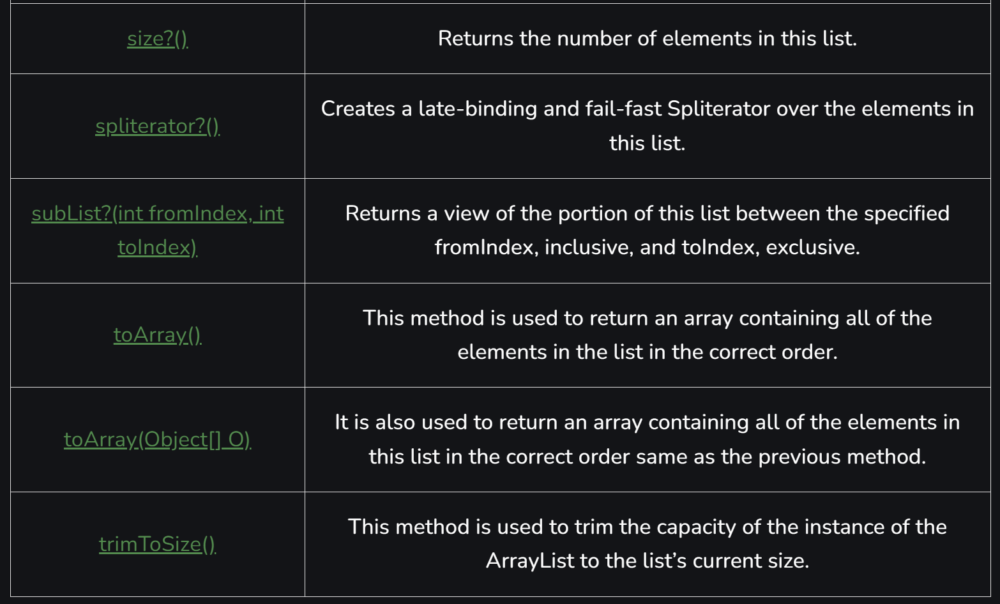 size?()
Returns the number of elements in this list.
spliterator?()
Creates a late-binding and fail-fast Spliterator over the elements in
this list.
subList?(int fromIndex, int
toIndex)
Returns a view of the portion of this list between the specified
fromIndex, inclusive, and toIndex, exclusive.
toArray()
This method is used to return an array containing all of the
elements in the list in the correct order.
toArray(Object[] O)
It is also used to return an array containing all of the elements in
this list in the correct order same as the previous method.
trimToSize()
This method is used to trim the capacity of the instance of the
ArrayList to the list’s current size.